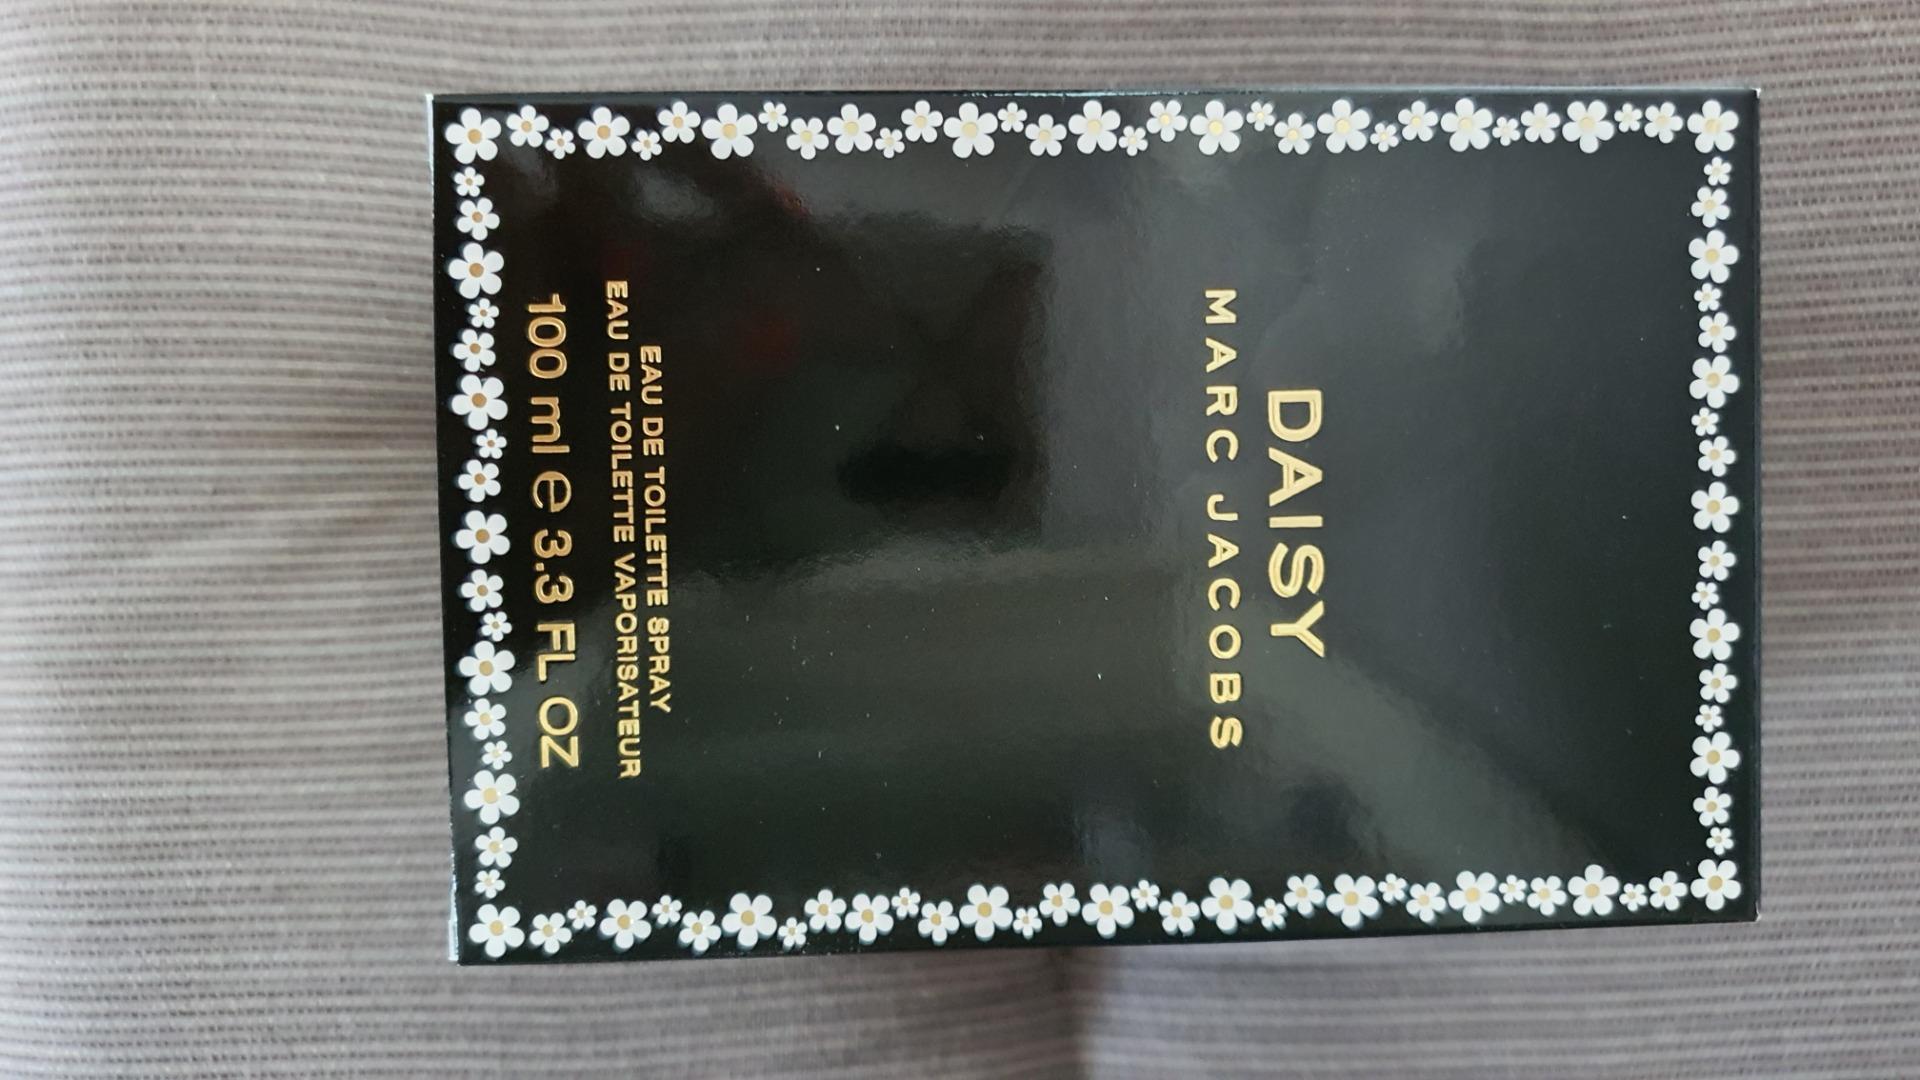 DAISY
MARC JACOBS
EAU DE TOILETTE SPRAY
EAU DE TOILETTE VAPORISATEUR
100 ml e 3.3 FL OZ